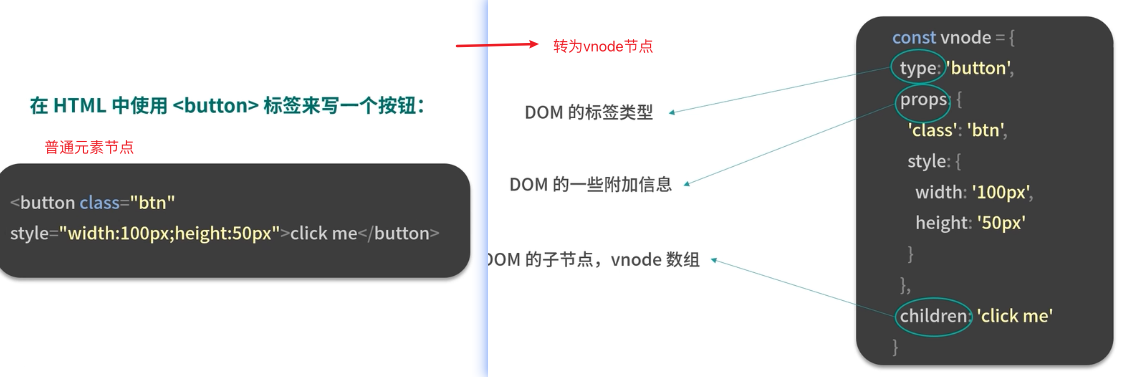 在 HTML 中使用 <button> 标签来写一个按钮：
普通元素节点
<button class="btn"
style="width:100px;height:50px">click me</button>
转为vnode节点
DOM 的标签类型
DOM 的一些附加信息
DOM 的子节点，vnode 数组
const vnode = {
type: 'button',
props: {
'class': 'btn',
style: {
width: '100px',
height: '50px'
}
},
children: 'click me'
}